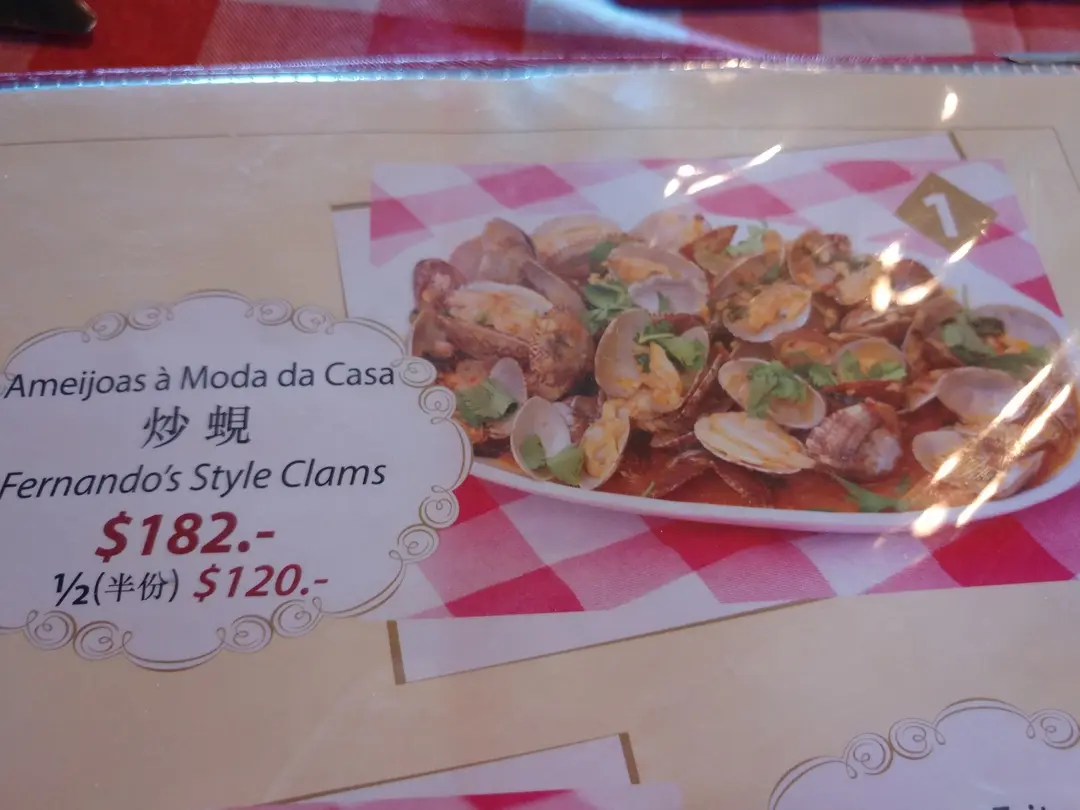 1
Ameijoas à Moda da Casa
炒 蜆
Fernando's Style Clams
$182.-
½(半份) $120.-